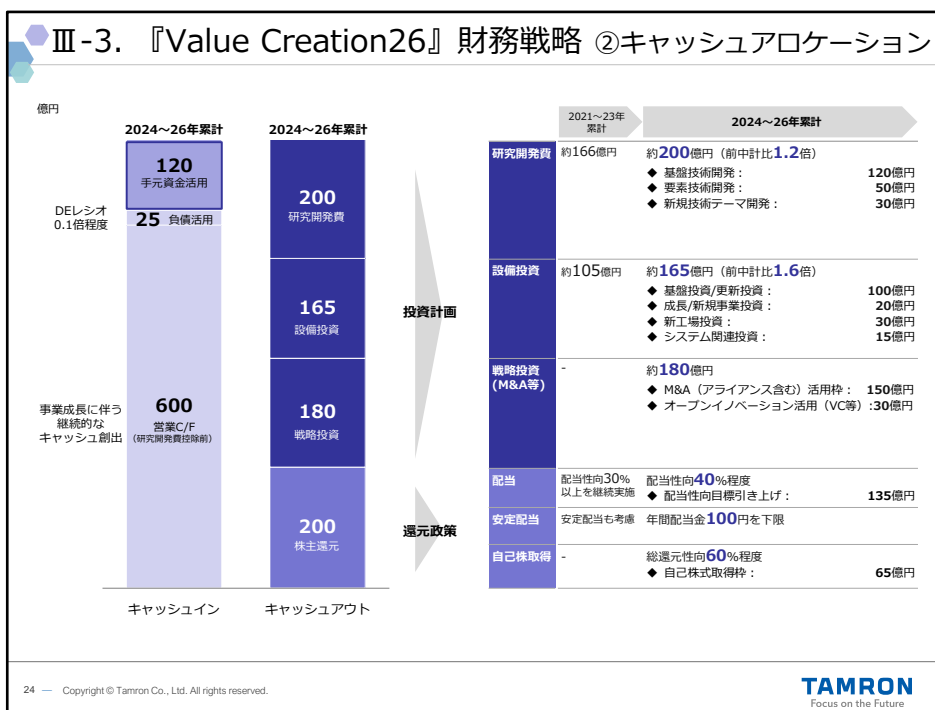 Ⅲ-3. 『Value Creation26』財務戦略 ②キャッシュアロケーション
億円
2024～26年累計
2024～26年累計
120
手元資金活用
DEレシオ
0.1倍程度
25 負債活用
事業成長に伴う
継続的な
キャッシュ創出
600
営業C/F
(研究開発費控除前)
キャッシュイン
200
研究開発費
165
設備投資
180
戦略投資
200
株主還元
キャッシュアウト
投資計画
還元政策
2021～23年
累計
2024～26年累計
研究開発費 約166億円 約200億円（前中計比1.2倍）
◆ 基盤技術開発： 120億円
◆ 要素技術開発： 50億円
◆ 新規技術テーマ開発： 30億円
設備投資 約105億円 約165億円（前中計比1.6倍）
◆ 基盤投資/更新投資： 100億円
◆ 成長/新規事業投資： 20億円
◆ 新工場投資： 30億円
◆ システム関連投資： 15億円
戦略投資 - 約180億円
(M&A等)
◆ M&A（アライアンス含む）活用枠： 150億円
◆ オープンイノベーション活用（VC等）:30億円
配当 配当性向30% 配当性向40%程度
以上を継続実施 ◆ 配当性向目標引き上げ： 135億円
安定配当 安定配当も考慮 年間配当金100円を下限
自己株取得 - 総還元性向60%程度
◆ 自己株式取得枠： 65億円
24 — Copyright © Tamron Co., Ltd. All rights reserved.
TAMRON
Focus on the Future